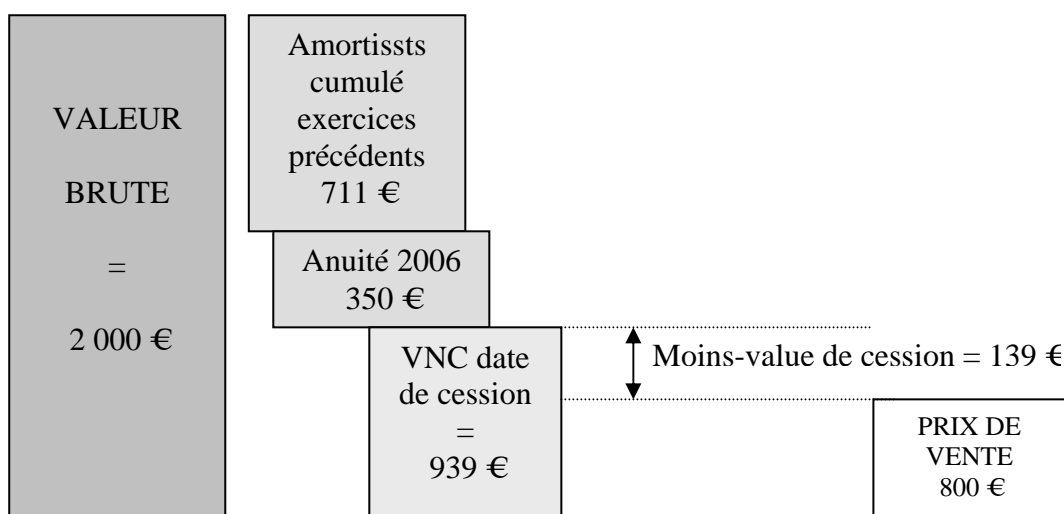 VALEUR
BRUTE
=
2 000 €
Amortissts
cumulé
exercices
précédents
711 €
Anuité 2006
350 €
VNC date
de cession
=
939 €
Moins-value de cession = 139 €
PRIX DE
VENTE
800 €